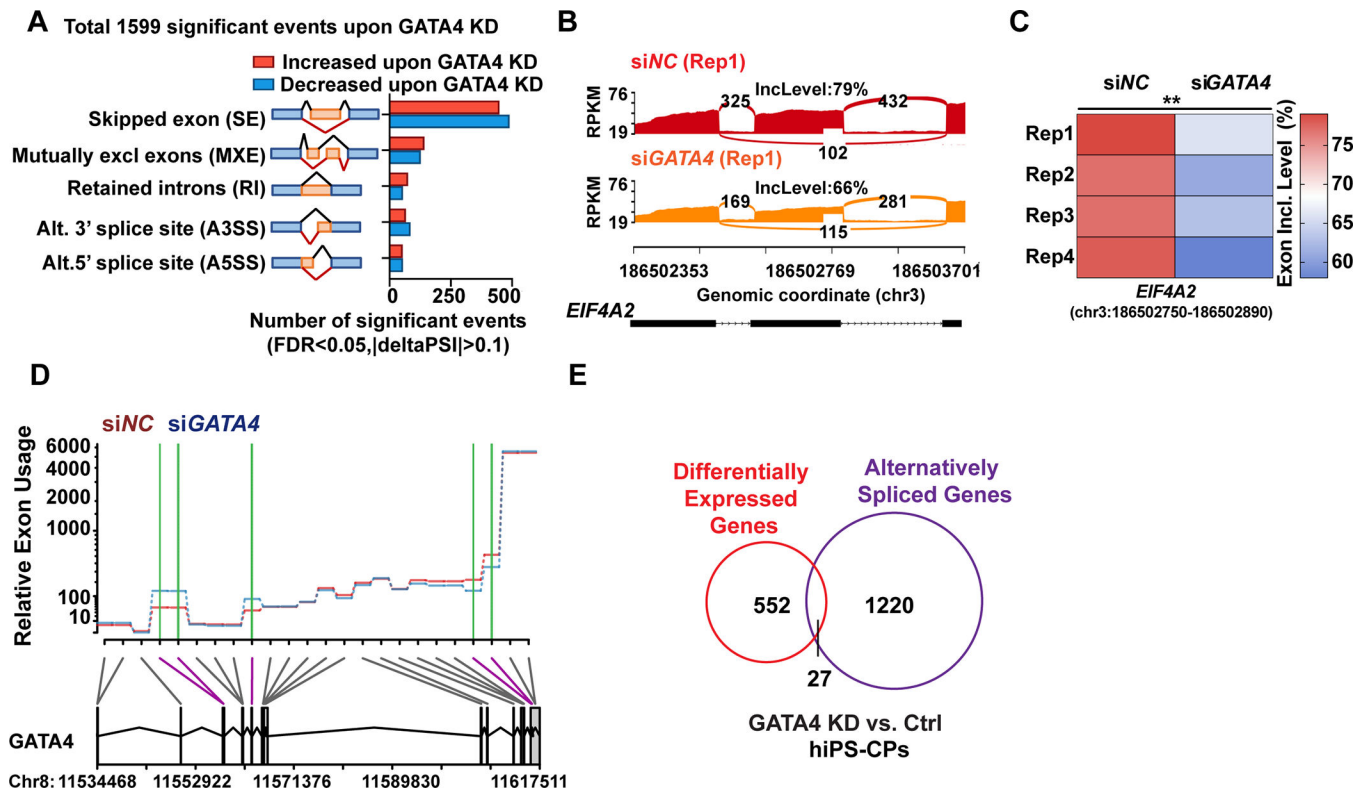 A Total 1599 significant events upon GATA4 KD
Increased upon GATA4 KD
Decreased upon GATA4 KD
Skipped exon (SE)
Mutually excl exons (MXE)
Retained introns (RI)
Alt. 3' splice site (A3SS)
Alt.5' splice site (A5SS)
0 500
Number of significant events
(FDR<0.05,|deltaPSI|>0.1)
B
siNC (Rep1)
RPKM
76
19
325
IncLevel:79%
432
102
siGATA4 (Rep1)
RPKM
76
19
169
IncLevel:66%
281
115
186502353 186502769 186503701
Genomic coordinate (chr3)
EIF4A2
C
siNC siGATA4
**
Rep1
Rep2
Rep3
Rep4
EIF4A2
(chr3:186502750-186502890)
75
70
65
60
Exon Incl. Level (%)
D
siNC siGATA4
Relative Exon Usage
6000
4000
2000
1000
100
10
GATA4
Chr8: 11534468 11552922 11571376 11589830 11617511
E
Differentially
Expressed
Genes
Alternatively
Spliced Genes
552
1220
27
GATA4 KD vs. Ctrl
hiPS-CPs